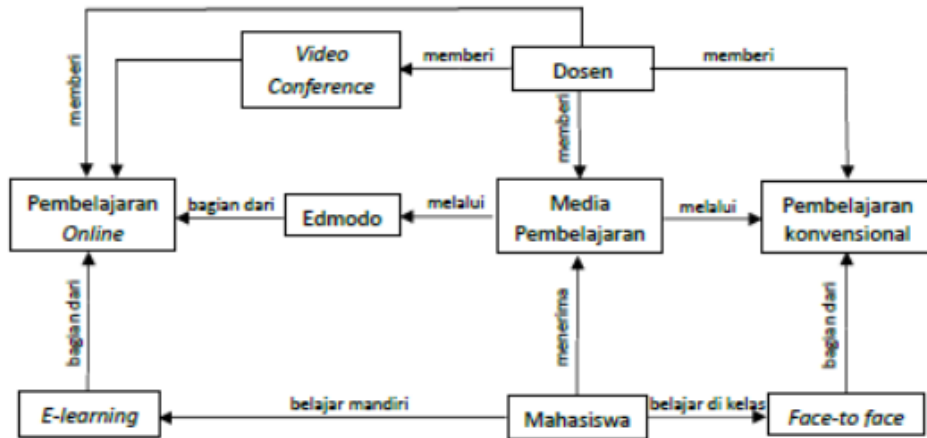 Video
Conference
memberi
Dosen
memberi
memberi
memberi
Pembelajaran
Online
bagian dari
Edmodo
melalui
Media
Pembelajaran
melalui
Pembelajaran
konvensional
bagian dari
menerima
bagian dari
E-learning
belajar mandiri
Mahasiswa
belajar di kelas
Face-to face